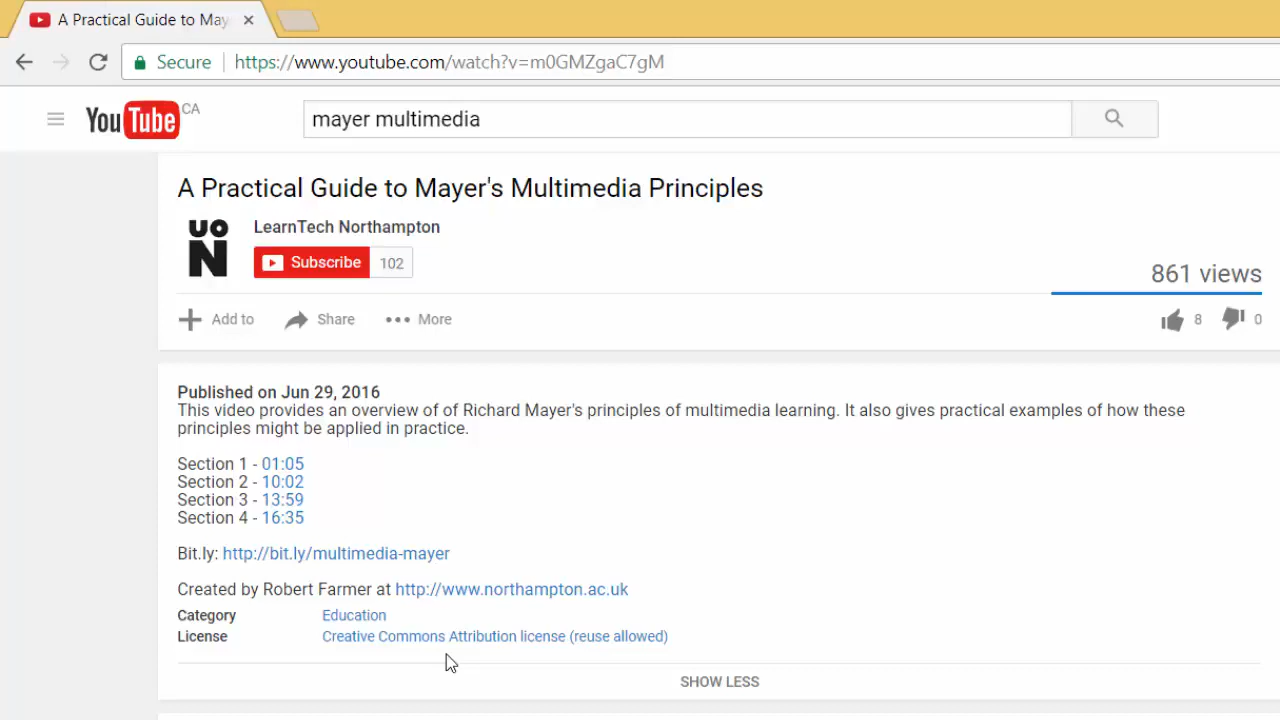 A Practical Guide to May
Secure https://www.youtube.com/watch?v=m0GMZgaC7gM
YouTube CA
mayer multimedia
A Practical Guide to Mayer's Multimedia Principles
UO
N
LearnTech Northampton
Subscribe 102
861 views
Add to Share More 8 0
Published on Jun 29, 2016
This video provides an overview of of Richard Mayer's principles of multimedia learning. It also gives practical examples of how these
principles might be applied in practice.
Section 1 - 01:05
Section 2 - 10:02
Section 3 - 13:59
Section 4 - 16:35
Bit.ly: http://bit.ly/multimedia-mayer
Created by Robert Farmer at http://www.northampton.ac.uk
Category Education
License Creative Commons Attribution license (reuse allowed)
SHOW LESS